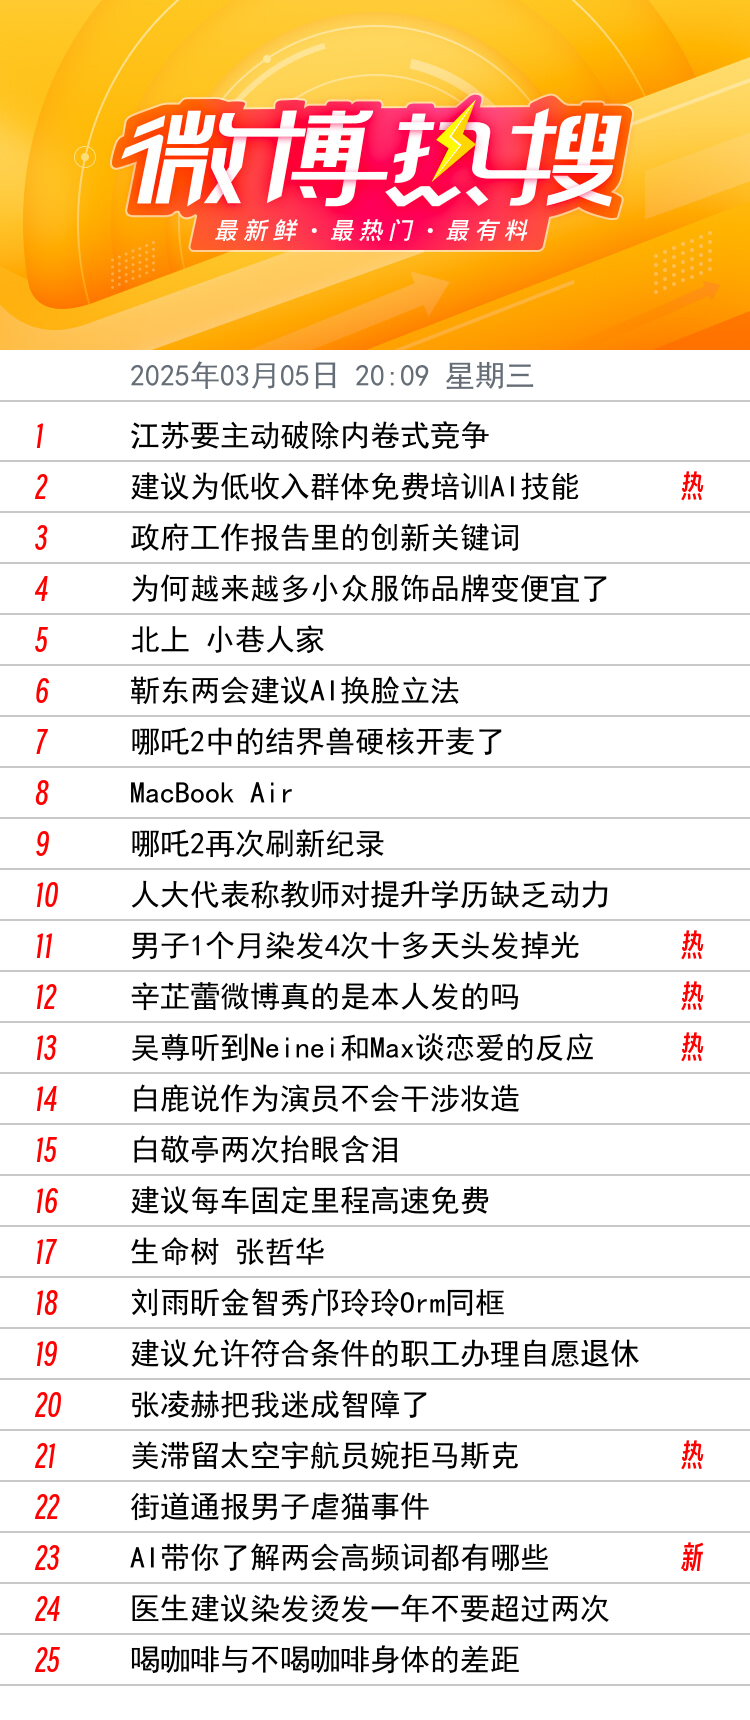 微博热搜
最新鲜·最热门·最有料
2025年03月05日 20:09 星期三
1 江苏要主动破除内卷式竞争
2 建议为低收入群体免费培训AI技能 热
3 政府工作报告里的创新关键词
4 为何越来越多小众服饰品牌变便宜了
5 北上 小巷人家
6 靳东两会建议AI换脸立法
7 哪吒2中的结界兽硬核开麦了
8 MacBook Air
9 哪吒2再次刷新纪录
10 人大代表称教师对提升学历缺乏动力
11 男子1个月染发4次十多天头发掉光 热
12 辛芷蕾微博真的是本人发的吗 热
13 吴尊听到Neinei和Max谈恋爱的反应 热
14 白鹿说作为演员不会干涉妆造
15 白敬亭两次抬眼含泪
16 建议每车固定里程高速免费
17 生命树 张哲华
18 刘雨昕金智秀邝玲玲Orm同框
19 建议允许符合条件的职工办理自愿退休
20 张凌赫把我迷成智障了
21 美滞留太空宇航员婉拒马斯克 热
22 街道通报男子虐猫事件
23 AI带你了解两会高频词都有哪些 新
24 医生建议染发烫发一年不要超过两次
25 喝咖啡与不喝咖啡身体的差距